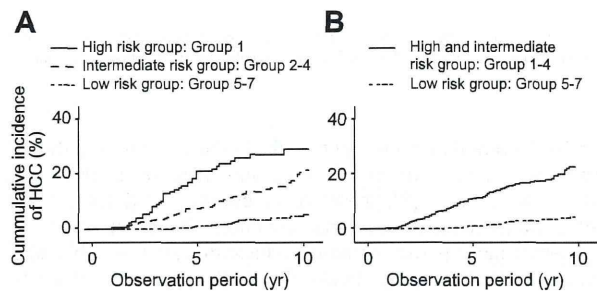 A
High risk group: Group 1
Intermediate risk group: Group 2-4
Low risk group: Group 5-7
Cummulative incidence
of HCC (%)
40
20
0
0
5
10
Observation period (yr)
B
High and intermediate
risk group: Group 1-4
Low risk group: Group 5-7
40
20
0
0
5
10
Observation period (yr)